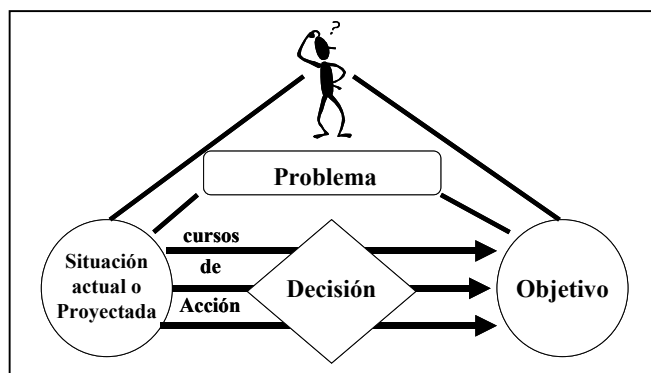 ?
Problema
cursos
de
Acción
Situación
actual o
Proyectada
Decisión
Objetivo